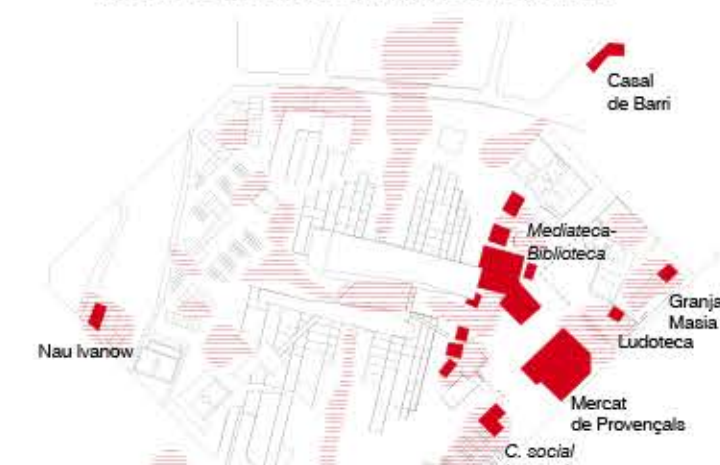 Casal
de Barri
Mediateca-
Biblioteca
Granja
Masia
Ludoteca
Nau Ivanow
Mercat
de Provençals
C. social